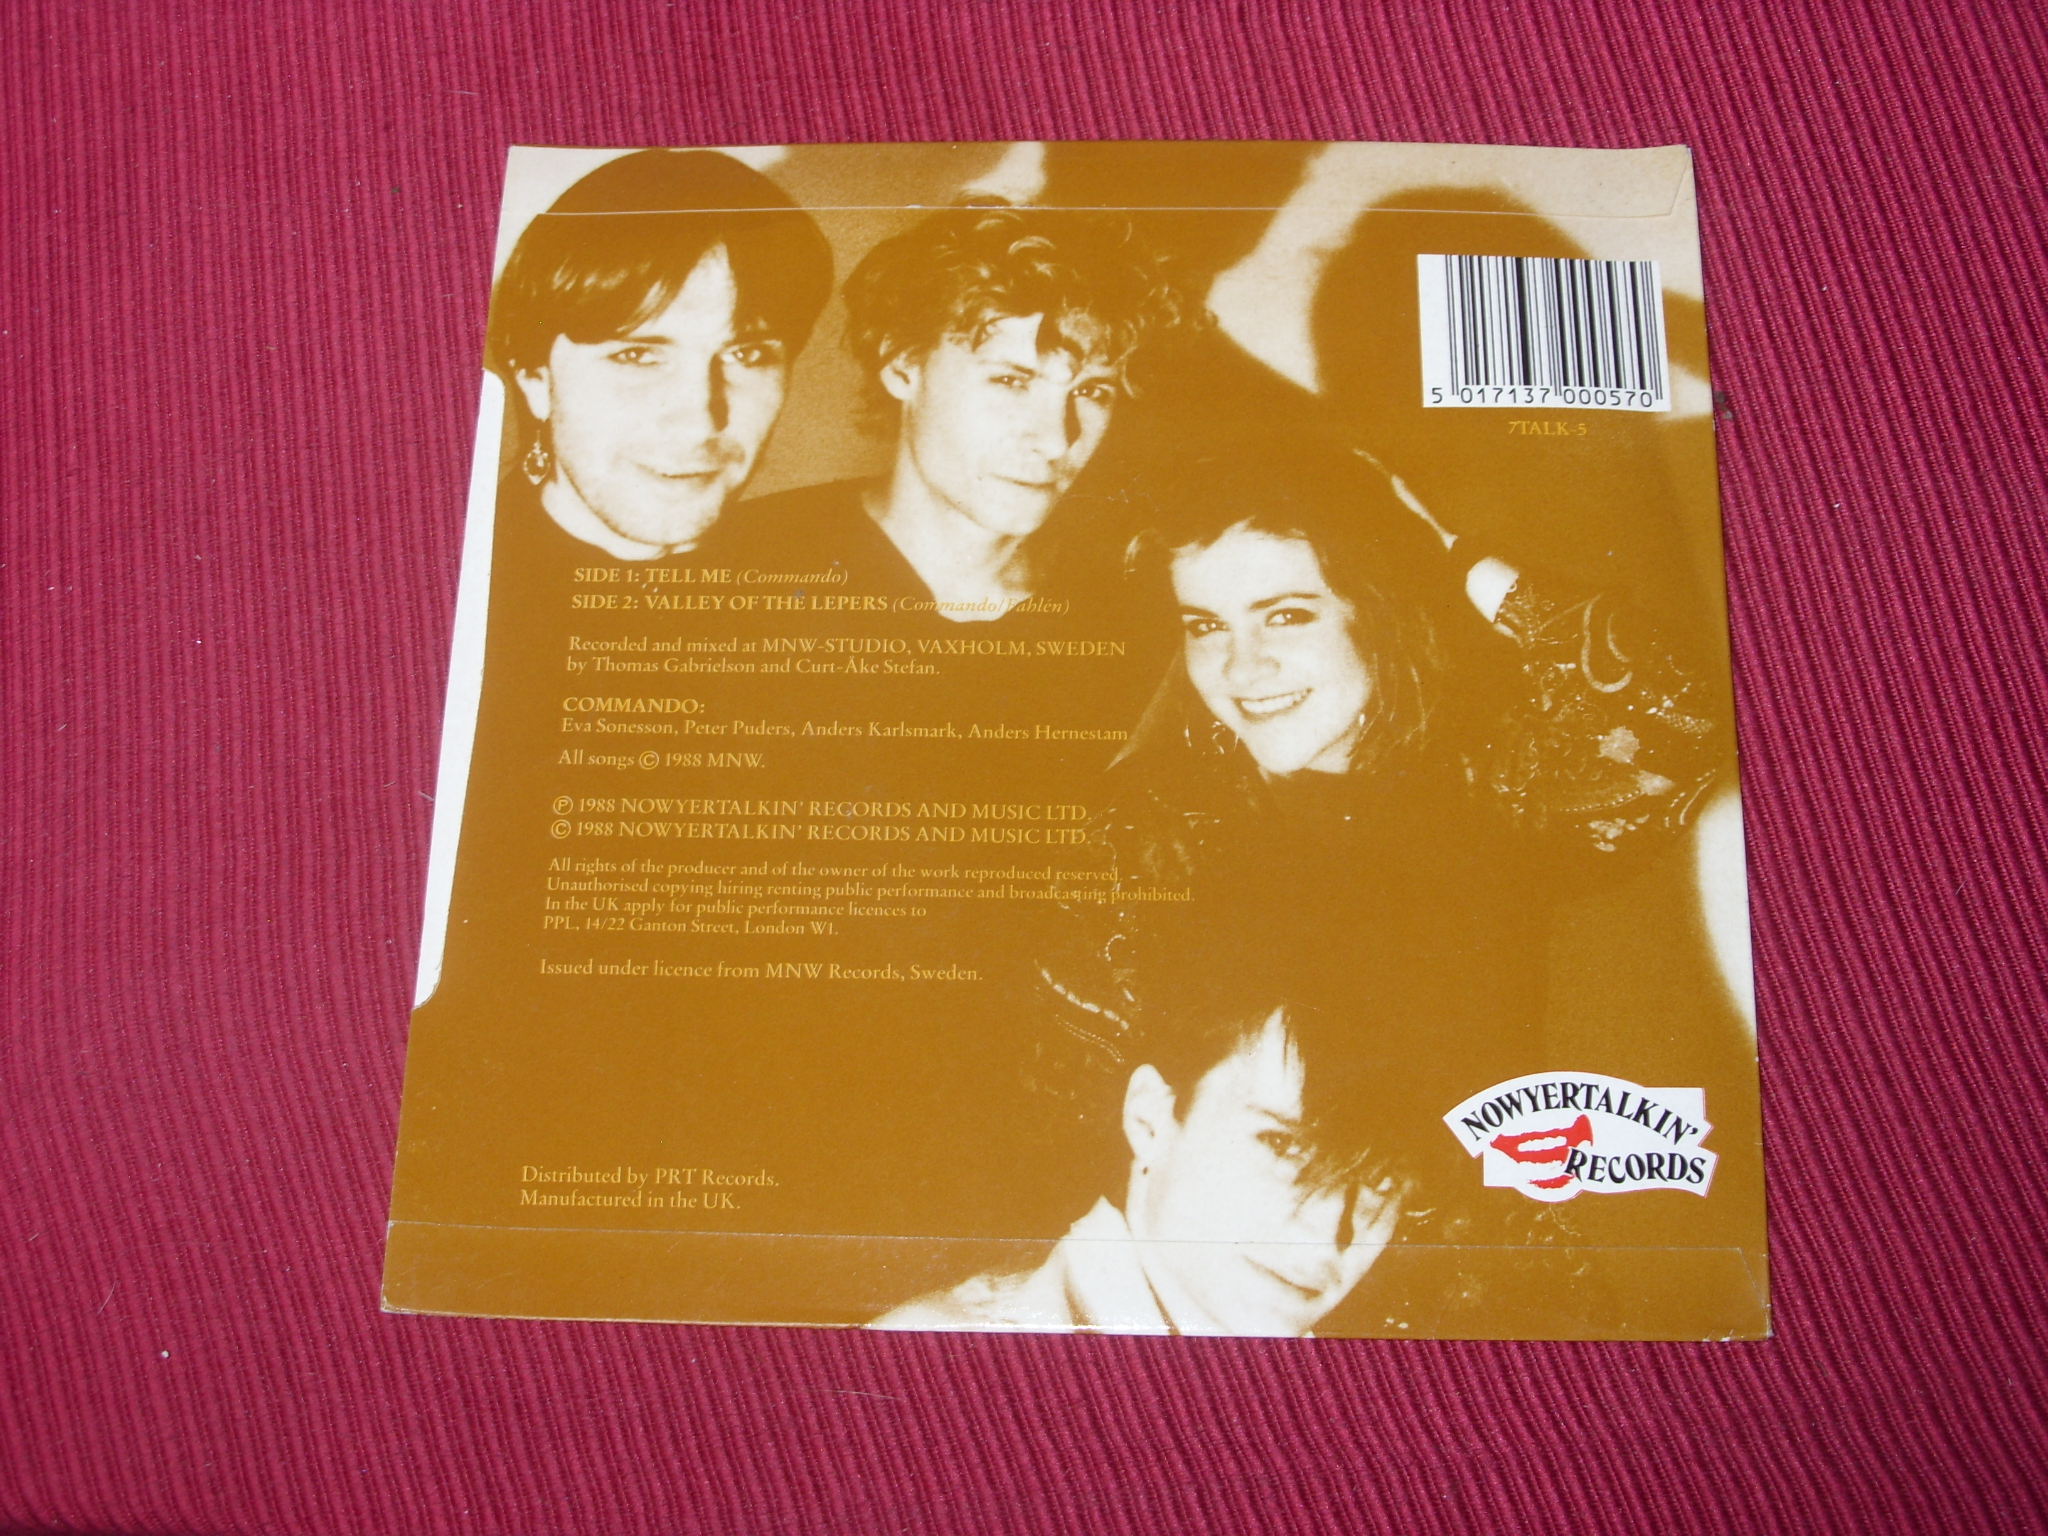 5 017137 000570
7TALK-5
SIDE 1: TELL ME (Commando)
SIDE 2: VALLEY OF THE LEPERS (Commando/Fahlén)
Recorded and mixed at MNW-STUDIO, VAXHOLM, SWEDEN
by Thomas Gabrielson and Curt-Åke Stefan.
COMMANDO:
Eva Sonesson, Peter Puders, Anders Karlsmark, Anders Hernestam
All songs © 1988 MNW.
℗ 1988 NOWYERTALKIN' RECORDS AND MUSIC LTD.
© 1988 NOWYERTALKIN' RECORDS AND MUSIC LTD.
All rights of the producer and of the owner of the work reproduced reserved.
Unauthorised copying hiring renting public performance and broadcasting prohibited.
In the UK apply for public performance licences to
PPL, 14/22 Ganton Street, London W1.
Issued under licence from MNW Records, Sweden.
NOWYERTALKIN'
RECORDS
Distributed by PRT Records.
Manufactured in the UK.